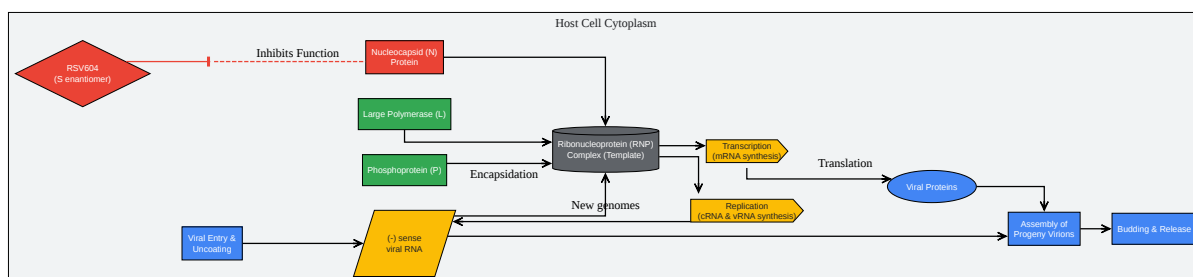 Host Cell Cytoplasm
RSV604
(S enantiomer)
Inhibits Function
Nucleocapsid (N)
Protein
Large Polymerase (L)
Phosphoprotein (P)
Encapsidation
Ribonucleoprotein (RNP)
Complex (Template)
Transcription
(mRNA synthesis)
Translation
Viral Proteins
New genomes
Replication
(cRNA & vRNA synthesis)
Viral Entry &
Uncoating
(-) sense
viral RNA
Assembly of
Progeny Virions
Budding & Release